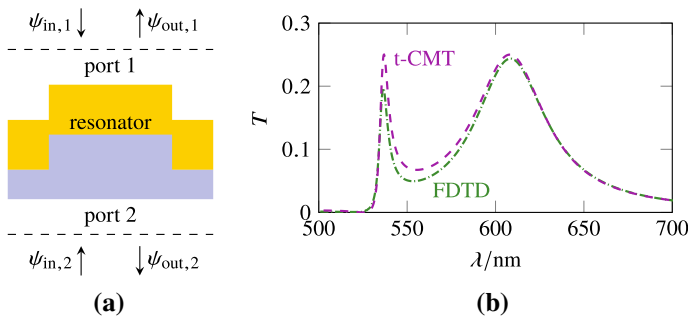 ψin,1 ψout,1
port 1
resonator
port 2
ψin,2 ψout,2
(a)
0.3
0.2
0.1
0
T
t-CMT
FDTD
500 550 600 650 700
λ/nm
(b)